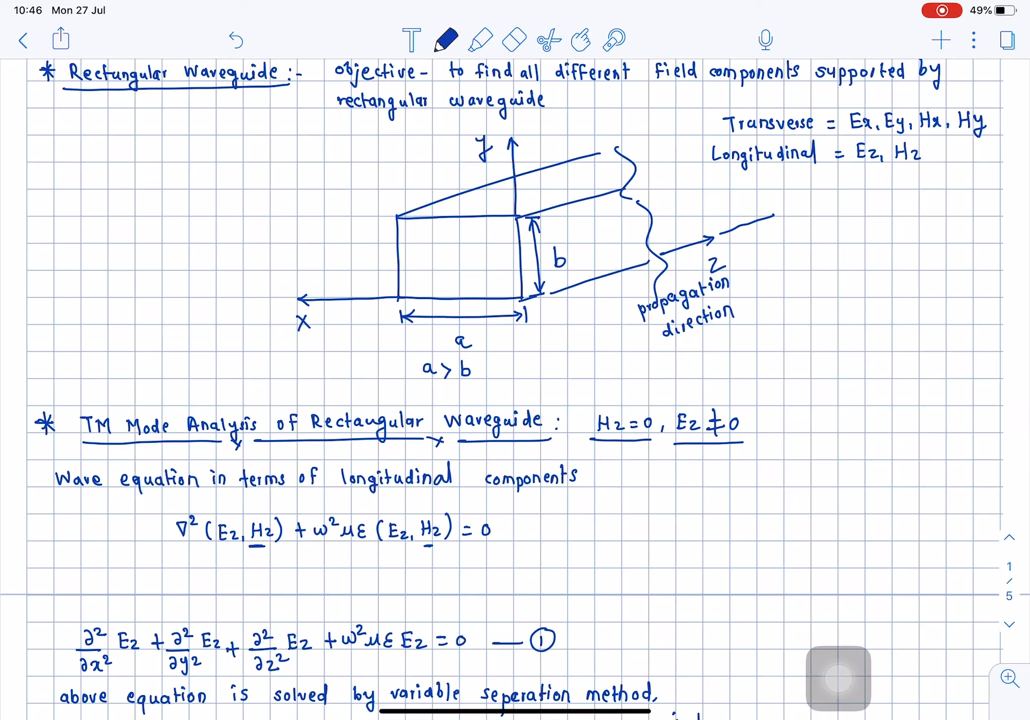 10:46 Mon 27 Jul
49%
* Rectangular Waveguide :- objective - to find all different field components supported by
rectangular waveguide
Transverse = Ex, Ey, Hx, Hy
Longitudinal = Ez, Hz
y
b
z
propagation
direction
x
a
a > b
* TM Mode Analysis of Rectangular Waveguide : Hz=0, Ez≠0
Wave equation in terms of longitudinal components
∇² (Ez, Hz) + ω²με (Ez, Hz) = 0
1
/
5
∂²/∂x² Ez + ∂²/∂y² Ez + ∂²/∂z² Ez + ω²με Ez = 0 — ①
above equation is solved by variable seperation method,